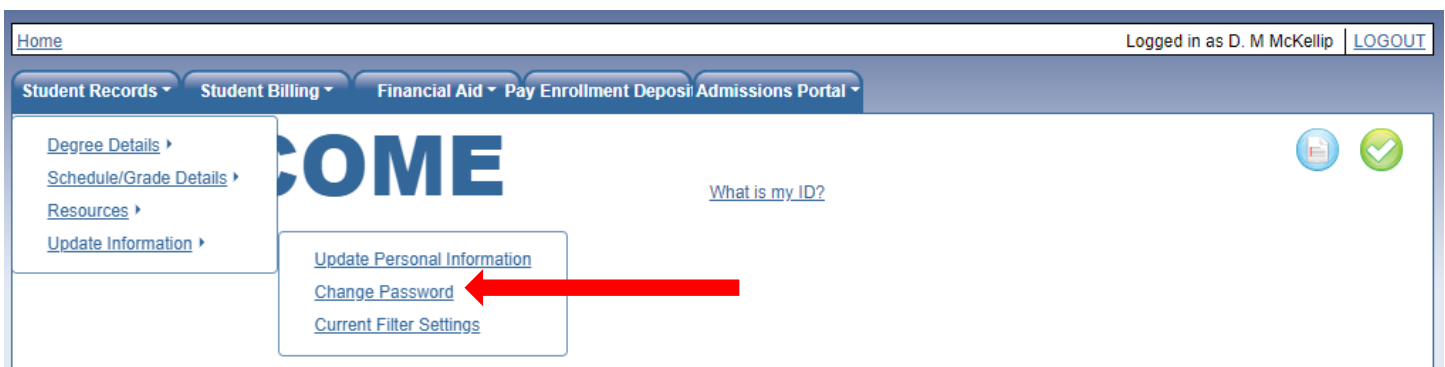 Home Logged in as D. M McKellip LOGOUT
Student Records Student Billing Financial Aid Pay Enrollment Deposi Admissions Portal
Degree Details
COME
Schedule/Grade Details
What is my ID?
Resources
Update Information
Update Personal Information
Change Password
Current Filter Settings